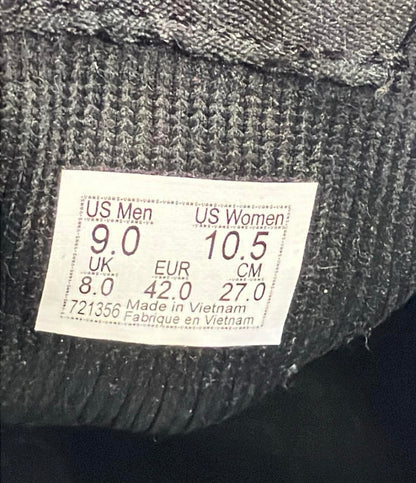 US Men US Women
9.0 10.5
UK EUR CM
8.0 42.0 27.0
721356 Made in Vietnam
Fabrique en Vietnam